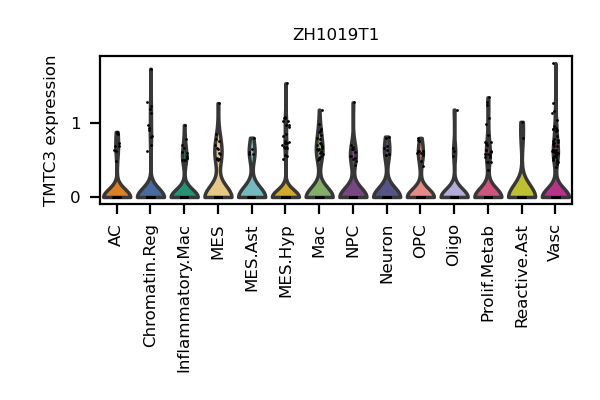 ZH1019T1
TMTC3 expression
1
0
AC
Chromatin.Reg
Inflammatory.Mac
MES
MES.Ast
MES.Hyp
Mac
NPC
Neuron
OPC
Oligo
Prolif.Metab
Reactive.Ast
Vasc